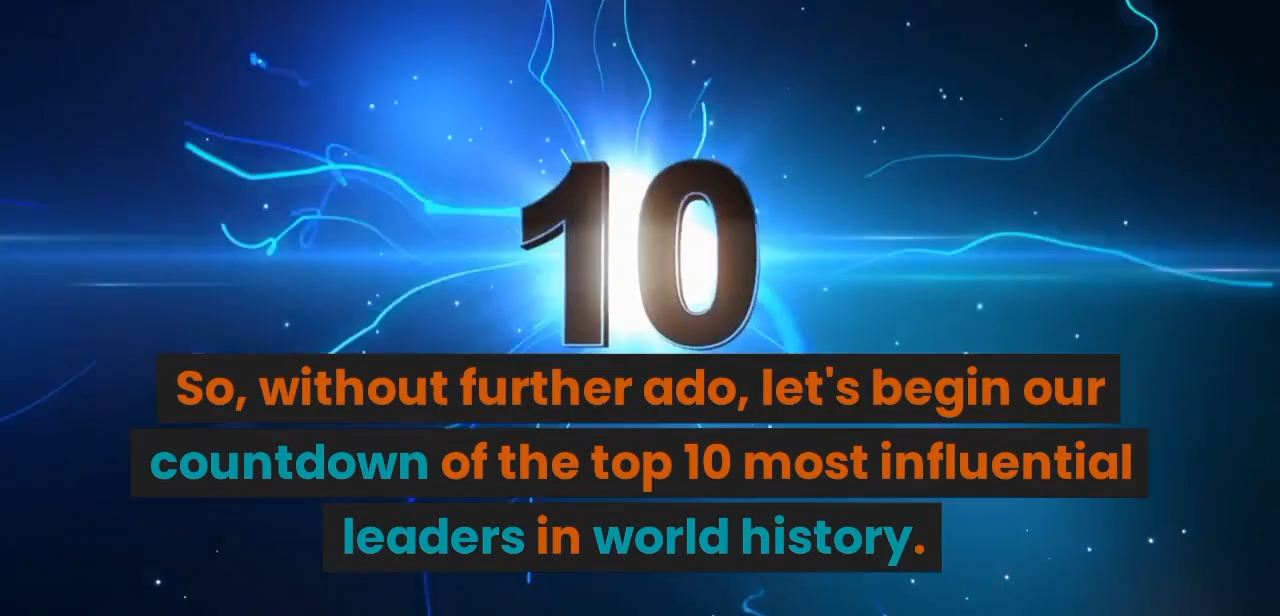 10
So, without further ado, let's begin our
countdown of the top 10 most influential
leaders in world history.